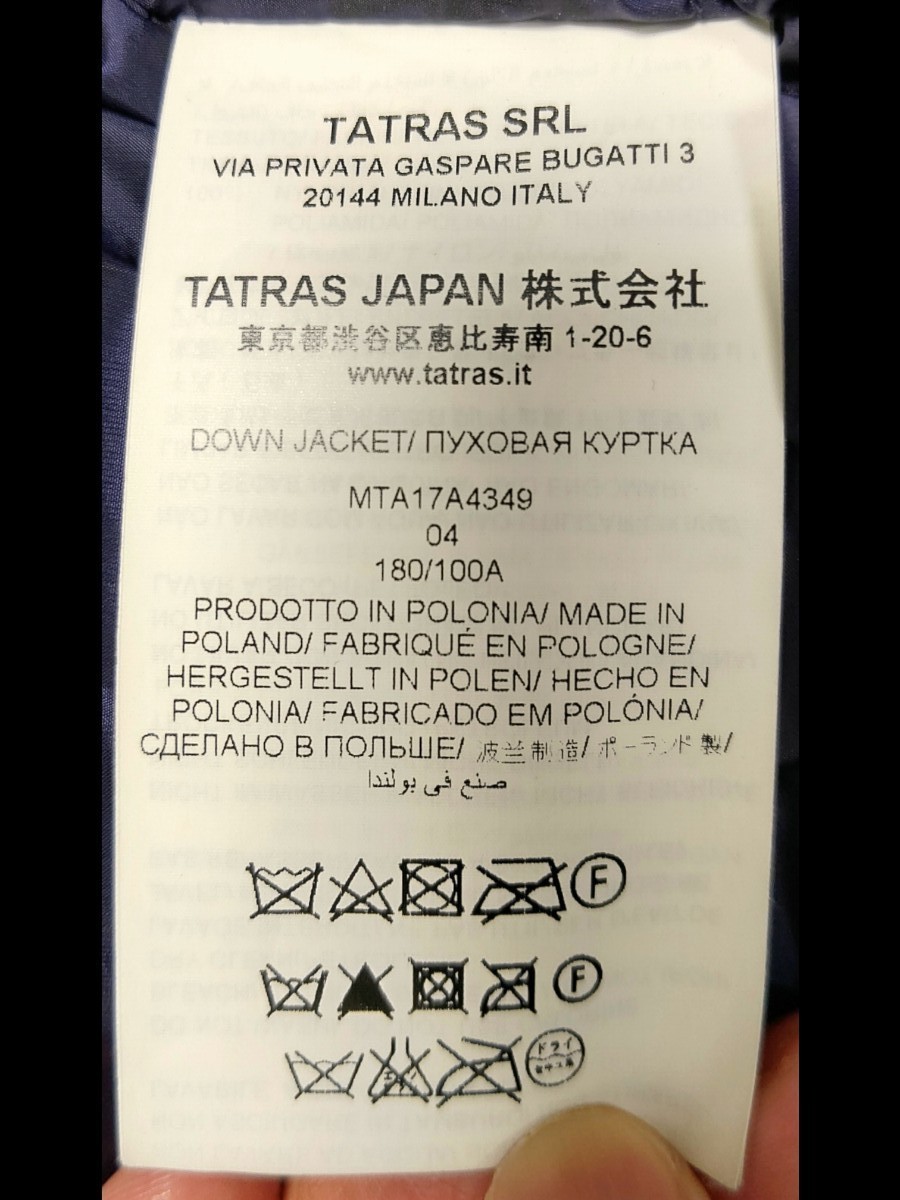 TATRAS SRL
VIA PRIVATA GASPARE BUGATTI 3
20144 MILANO ITALY
TATRAS JAPAN 株式会社
東京都渋谷区恵比寿南 1-20-6
www.tatras.it
DOWN JACKET/ ПУХОВАЯ КУРТКА
MTA17A4349
04
180/100A
PRODOTTO IN POLONIA/ MADE IN
POLAND/ FABRIQUÉ EN POLOGNE/
HERGESTELLT IN POLEN/ HECHO EN
POLONIA/ FABRICADO EM POLÓNIA/
СДЕЛАНО В ПОЛЬШЕ/ 波兰制造/ ポーランド 製/
صنع في بولندا
F
F
ドライ